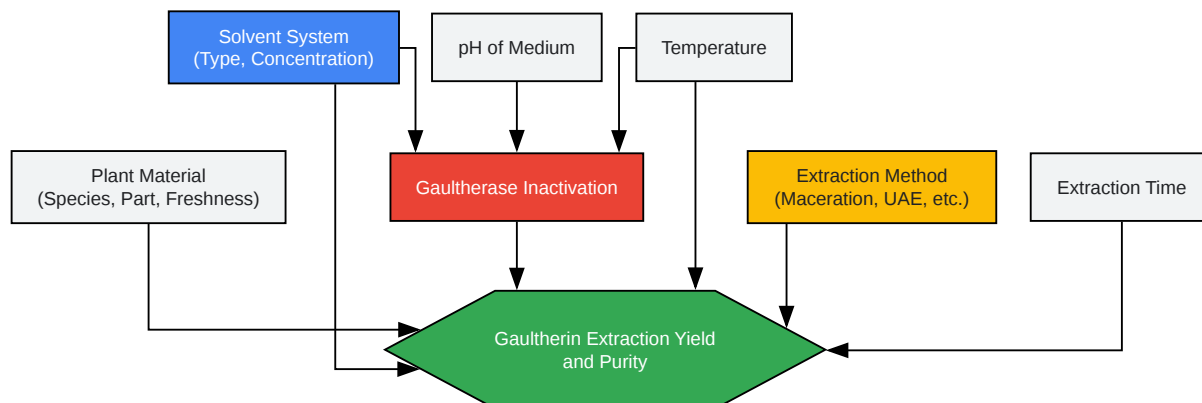 Solvent System
(Type, Concentration)
pH of Medium
Temperature
Plant Material
(Species, Part, Freshness)
Gaultherase Inactivation
Extraction Method
(Maceration, UAE, etc.)
Extraction Time
Gaultherin Extraction Yield
and Purity